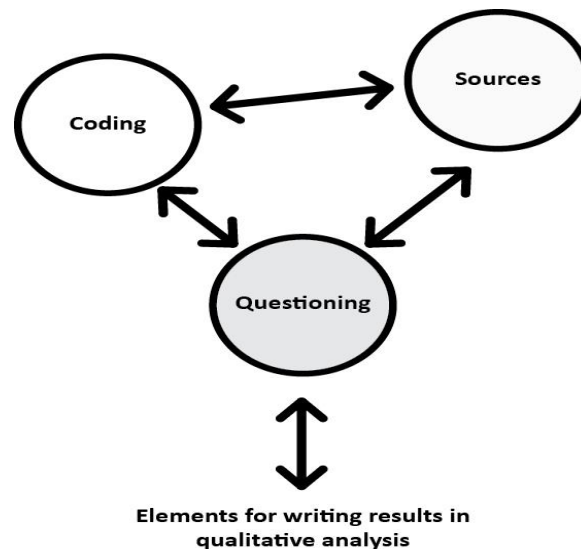 Sources
Coding
Questioning
Elements for writing results in
qualitative analysis